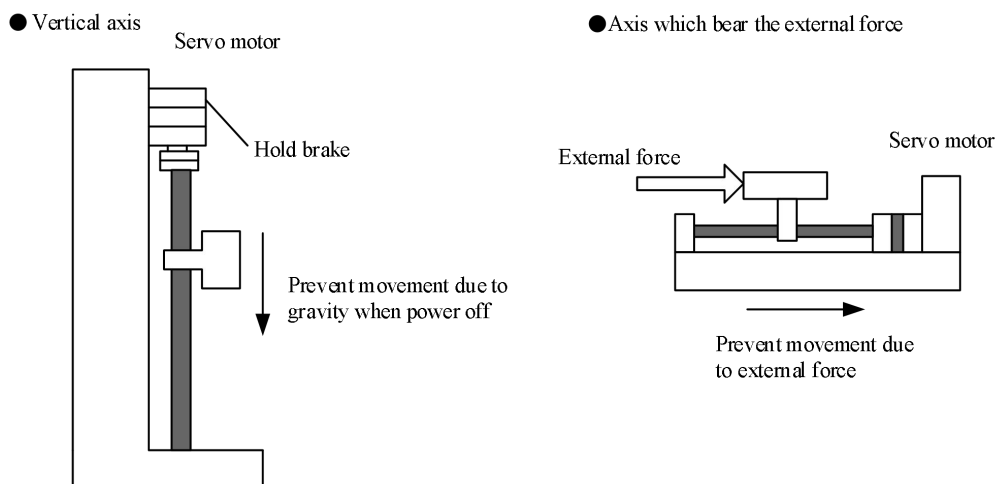 ● Vertical axis
Servo motor
Hold brake
Prevent movement due to
gravity when power off
●Axis which bear the external force
Servo motor
External force
Prevent movement due
to external force